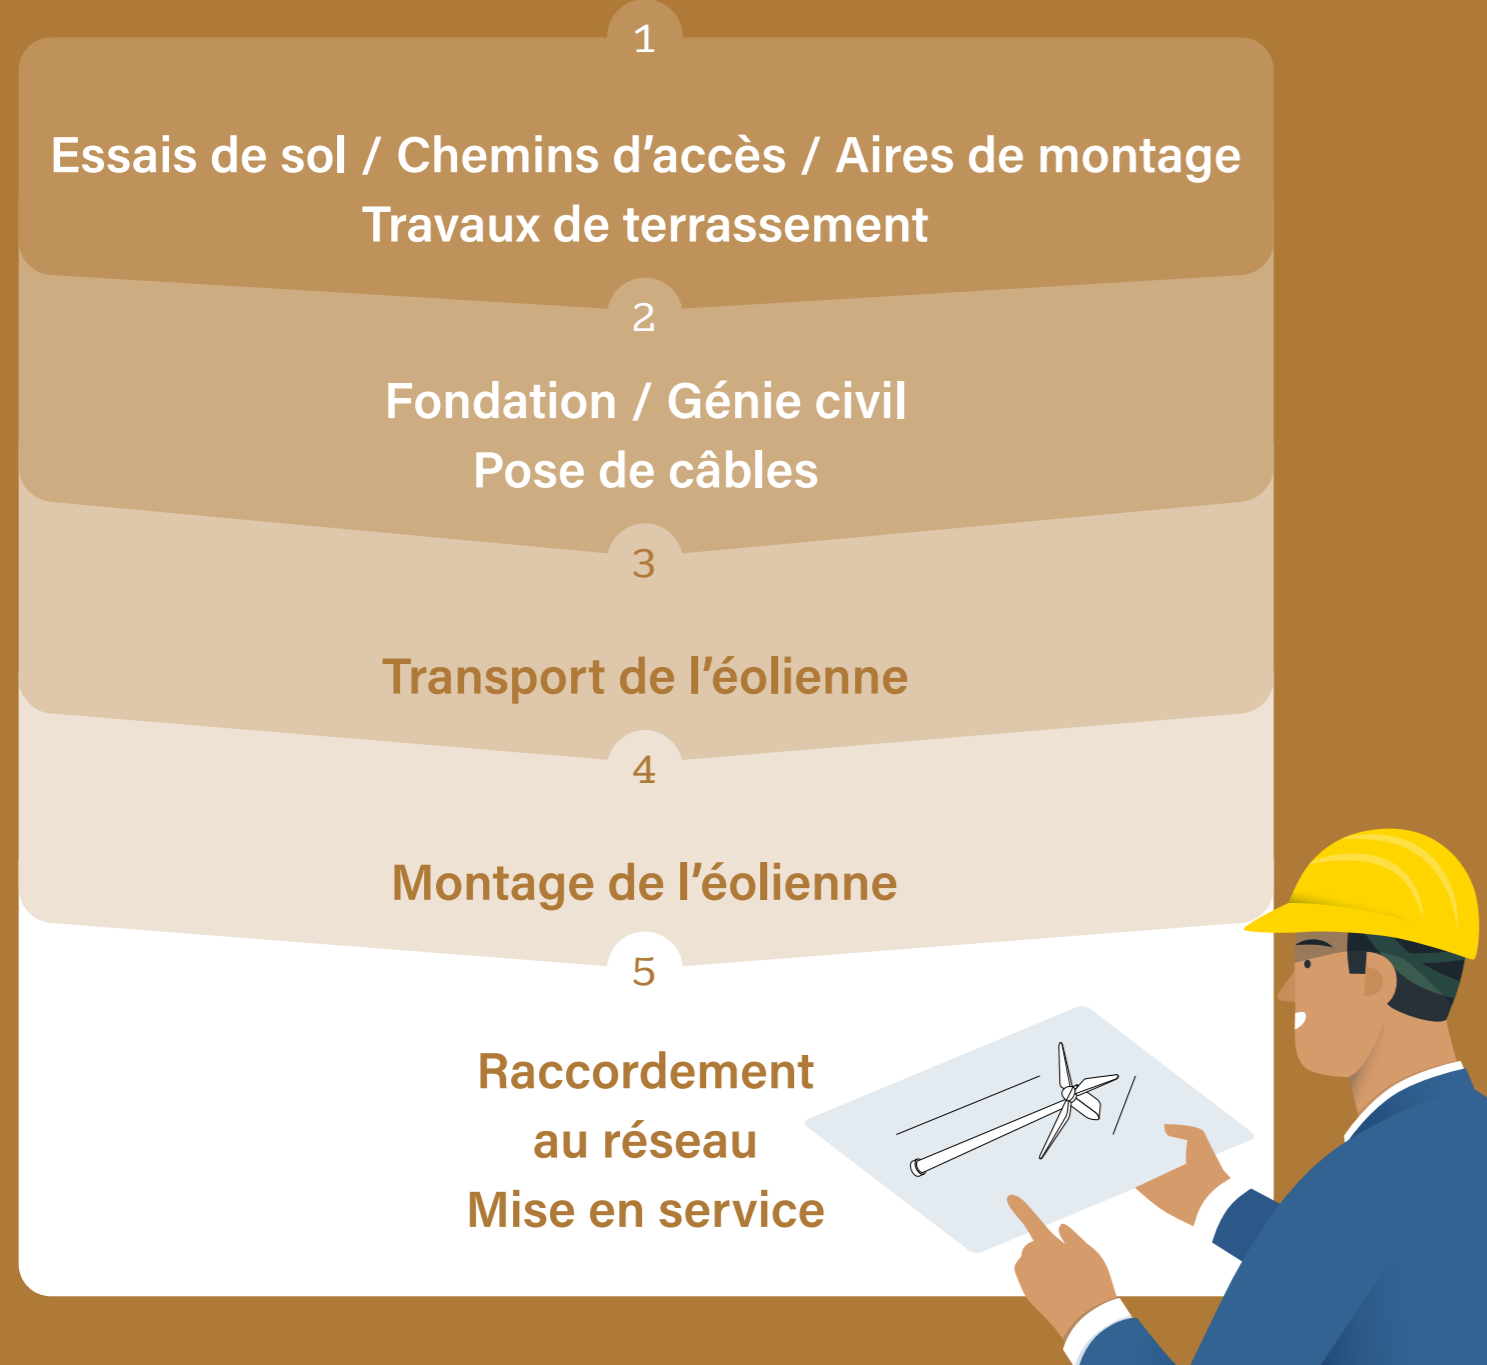 1
Essais de sol / Chemins d’accès / Aires de montage
Travaux de terrassement
2
Fondation / Génie civil
Pose de câbles
3
Transport de l’éolienne
4
Montage de l’éolienne
5
Raccordement
au réseau
Mise en service